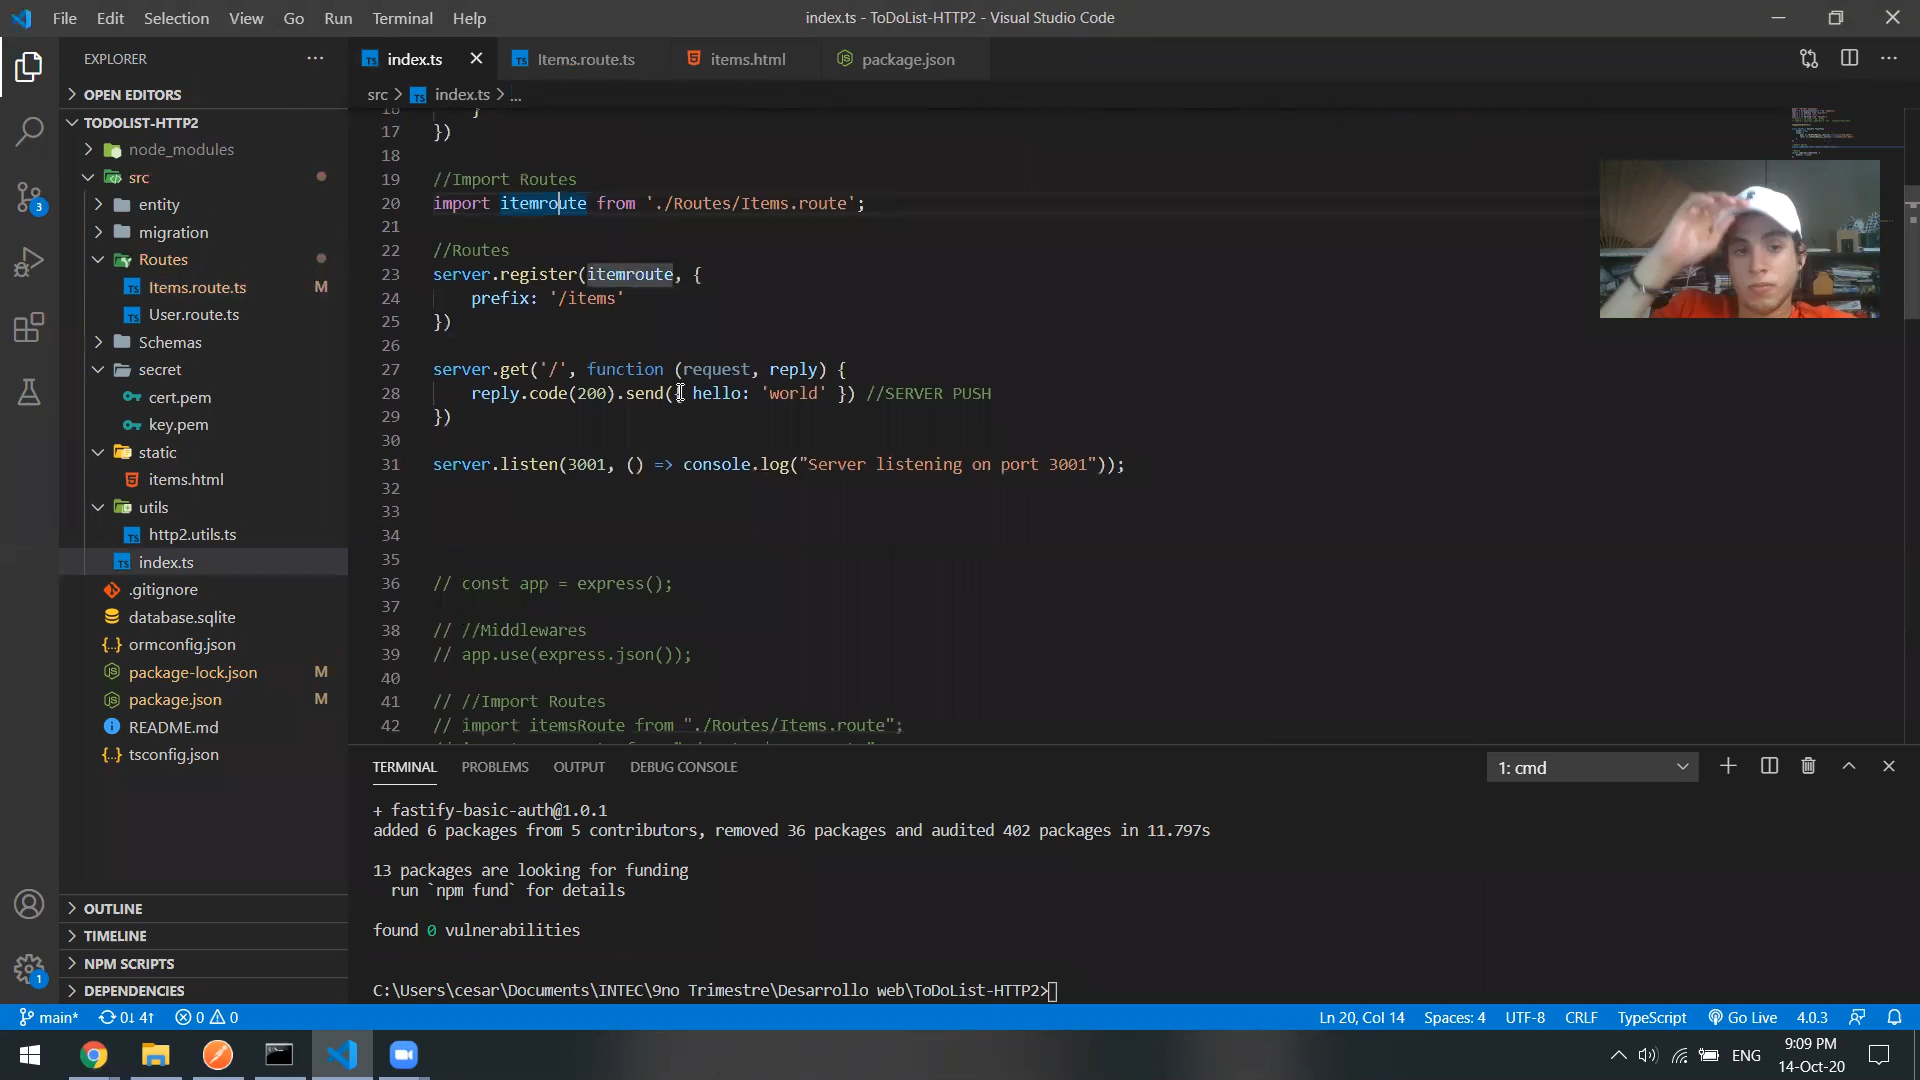 File Edit Selection View Go Run Terminal Help
index.ts - ToDoList-HTTP2 - Visual Studio Code
EXPLORER
OPEN EDITORS
TODOLIST-HTTP2
node_modules
src
entity
migration
Routes
Items.route.ts M
User.route.ts
Schemas
secret
cert.pem
key.pem
static
items.html
utils
http2.utils.ts
index.ts
.gitignore
database.sqlite
ormconfig.json
package-lock.json M
package.json M
README.md
tsconfig.json
OUTLINE
TIMELINE
NPM SCRIPTS
DEPENDENCIES
3
1
index.ts Items.route.ts items.html package.json
src > index.ts > ...
16 }
17 })
18
19 //Import Routes
20 import itemroute from './Routes/Items.route';
21
22 //Routes
23 server.register(itemroute, {
24 prefix: '/items'
25 })
26
27 server.get('/', function (request, reply) {
28 reply.code(200).send({ hello: 'world' }) //SERVER PUSH
29 })
30
31 server.listen(3001, () => console.log("Server listening on port 3001"));
32
33
34
35
36 // const app = express();
37
38 // //Middlewares
39 // app.use(express.json());
40
41 // //Import Routes
42 // import itemsRoute from "./Routes/Items.route";
TERMINAL PROBLEMS OUTPUT DEBUG CONSOLE
1: cmd
+ fastify-basic-auth@1.0.1
added 6 packages from 5 contributors, removed 36 packages and audited 402 packages in 11.797s
13 packages are looking for funding
run `npm fund` for details
found 0 vulnerabilities
C:\Users\cesar\Documents\INTEC\9no Trimestre\Desarrollo web\ToDoList-HTTP2>
main* 0↓ 4↑ 0 0
Ln 20, Col 14 Spaces: 4 UTF-8 CRLF TypeScript Go Live 4.0.3
ENG
9:09 PM
14-Oct-20